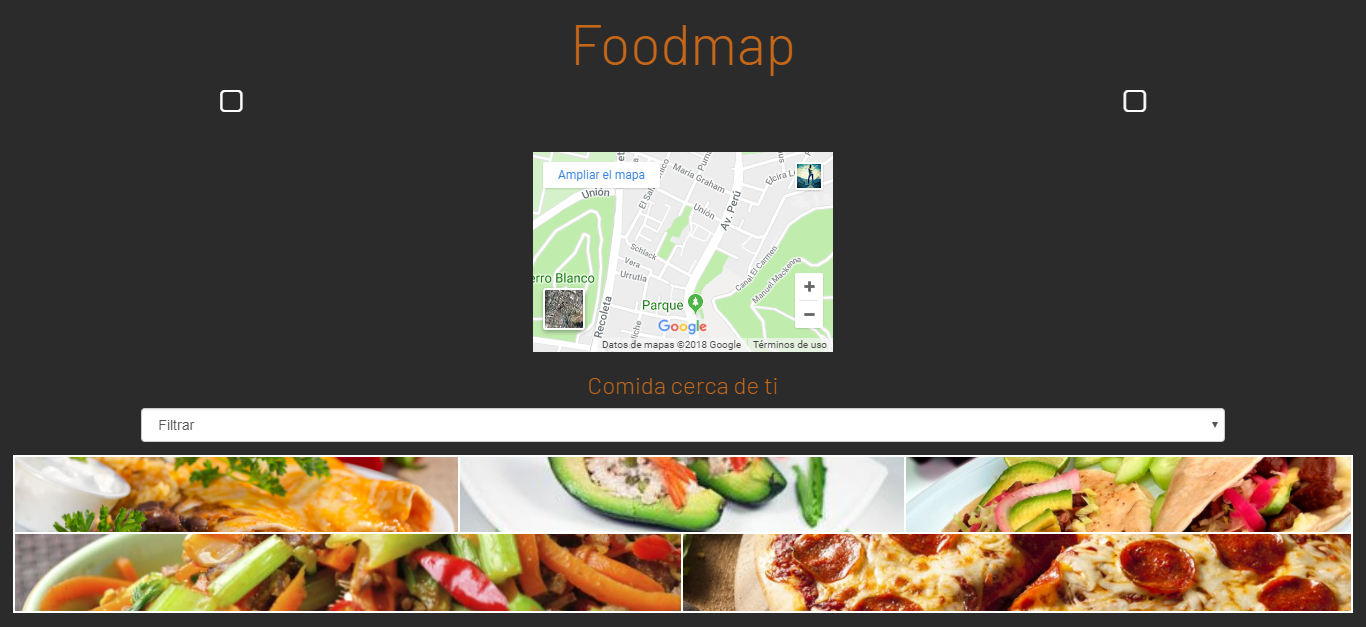 Foodmap
Ampliar el mapa
María Graham
Elcira
Unión
Unión
Av. Perú
El Sal
Schlack
Vera
Urrutia
Canal El Carmen
Manuel Mackenna
erro Blanco
Parque
Recoleta
Google
Datos de mapas ©2018 Google Términos de uso
Comida cerca de ti
Filtrar